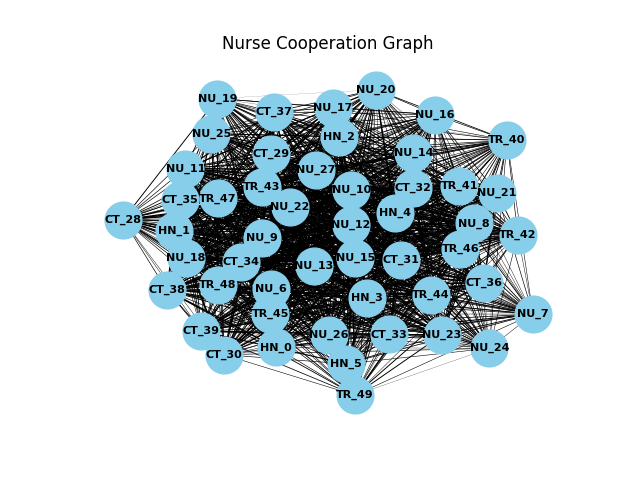 Nurse Cooperation Graph
NU_20
NU_19
NU_17
CT_37
NU_16
NU_25
HN_2
TR_40
CT_29
NU_14
NU_11
NU_27
TR_43
NU_10
CT_32
TR_41
NU_21
CT_35
TR_47
NU_22
HN_4
CT_28
HN_1
NU_12
NU_8
TR_42
NU_9
TR_46
NU_18
CT_34
NU_13
NU_15
CT_31
CT_38
TR_48
NU_6
HN_3
TR_44
CT_36
TR_45
NU_7
CT_39
NU_26
CT_33
NU_23
CT_30
HN_0
NU_24
HN_5
TR_49